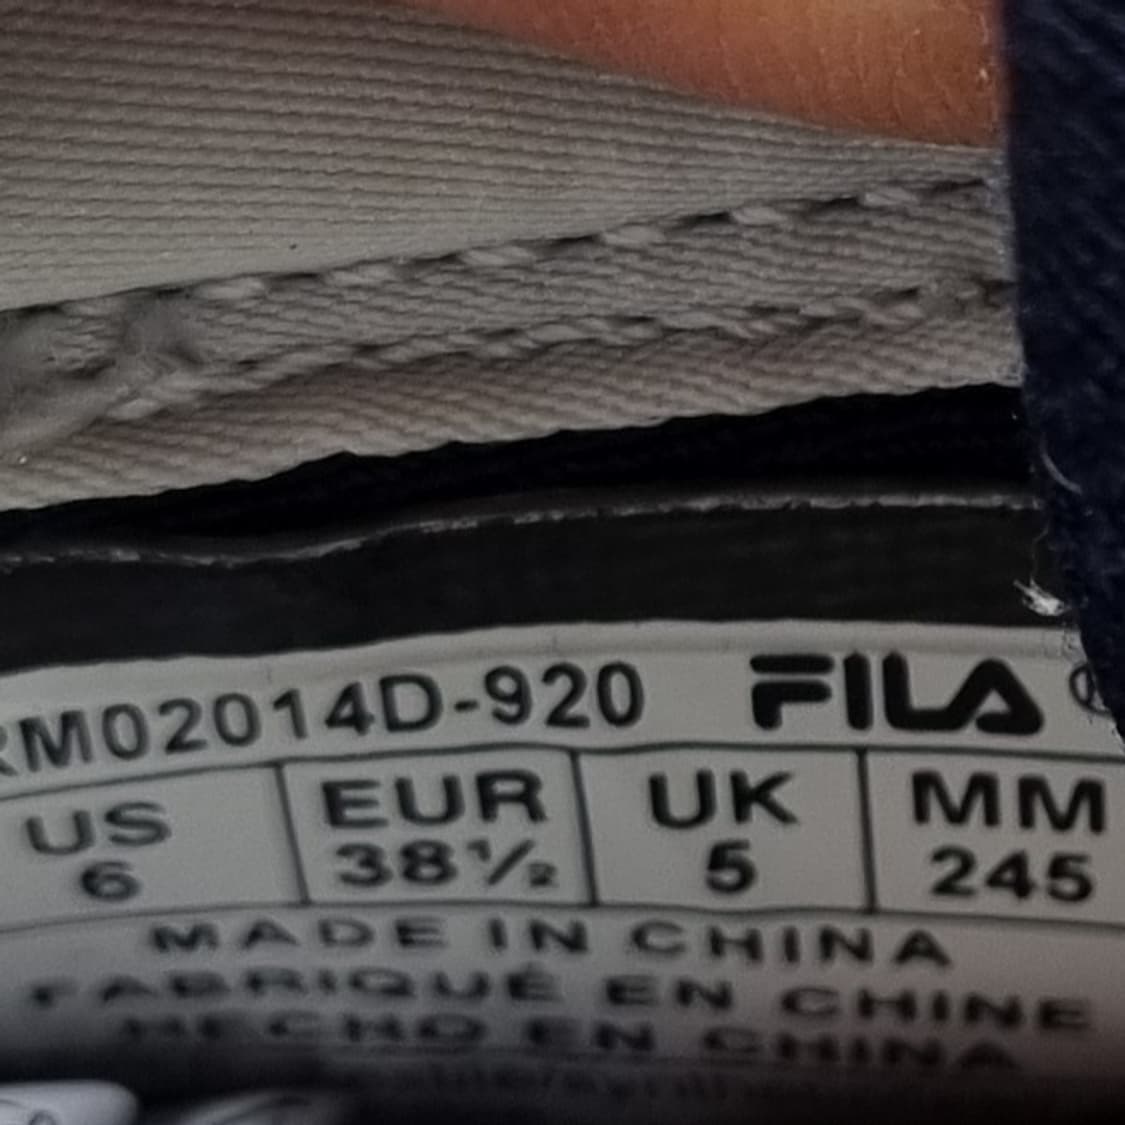 RM02014D-920 FILA ®
US EUR UK MM
6 38½ 5 245
MADE IN CHINA
FABRIQUÉ EN CHINE
HECHO EN CHINA